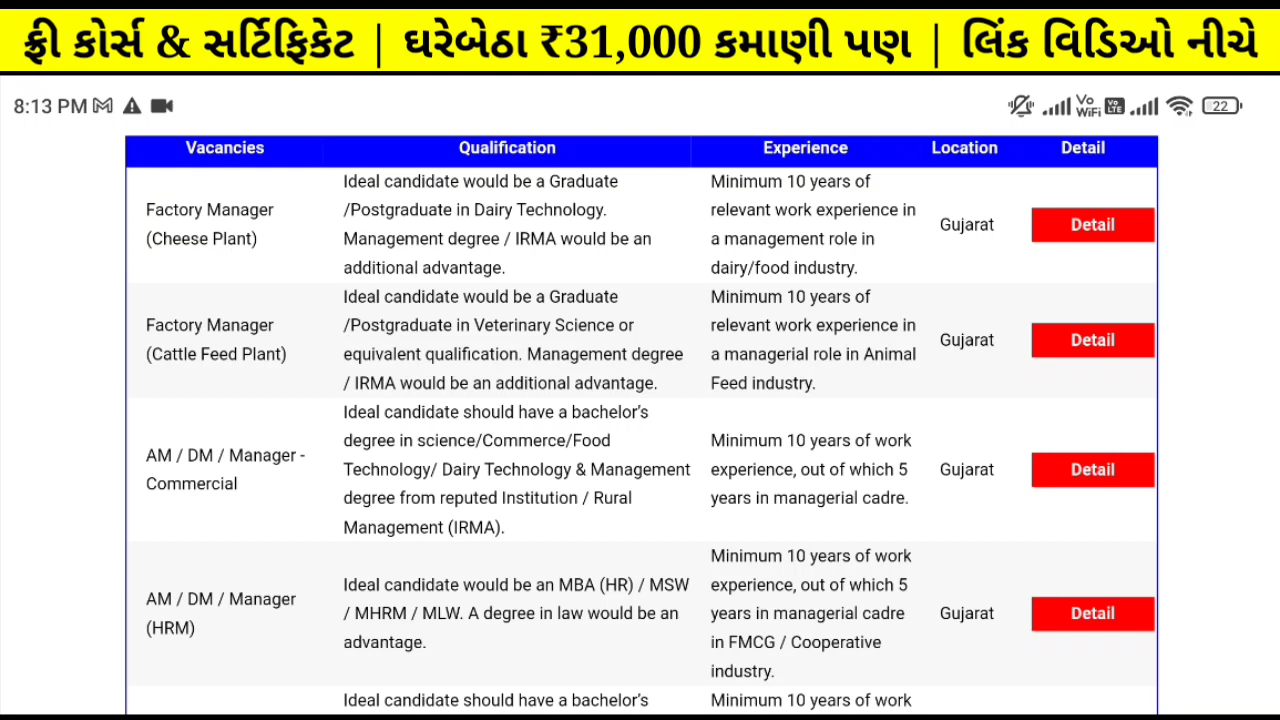 ફ્રી કોર્સ & સર્ટિફિકેટ | ઘરેબેઠા ₹31,000 કમાણી પણ | લિંક વિડિઓ નીચે
8:13 PM Vo WiFi Vo LTE 22
Vacancies Qualification Experience Location Detail
Factory Manager
(Cheese Plant)
Ideal candidate would be a Graduate
/Postgraduate in Dairy Technology.
Management degree / IRMA would be an
additional advantage.
Minimum 10 years of
relevant work experience in
a management role in
dairy/food industry.
Gujarat
Detail
Factory Manager
(Cattle Feed Plant)
Ideal candidate would be a Graduate
/Postgraduate in Veterinary Science or
equivalent qualification. Management degree
/ IRMA would be an additional advantage.
Minimum 10 years of
relevant work experience in
a managerial role in Animal
Feed industry.
Gujarat
Detail
AM / DM / Manager -
Commercial
Ideal candidate should have a bachelor's
degree in science/Commerce/Food
Technology/ Dairy Technology & Management
degree from reputed Institution / Rural
Management (IRMA).
Minimum 10 years of work
experience, out of which 5
years in managerial cadre.
Gujarat
Detail
AM / DM / Manager
(HRM)
Ideal candidate would be an MBA (HR) / MSW
/ MHRM / MLW. A degree in law would be an
advantage.
Minimum 10 years of work
experience, out of which 5
years in managerial cadre
in FMCG / Cooperative
industry.
Gujarat
Detail
Ideal candidate should have a bachelor's
Minimum 10 years of work